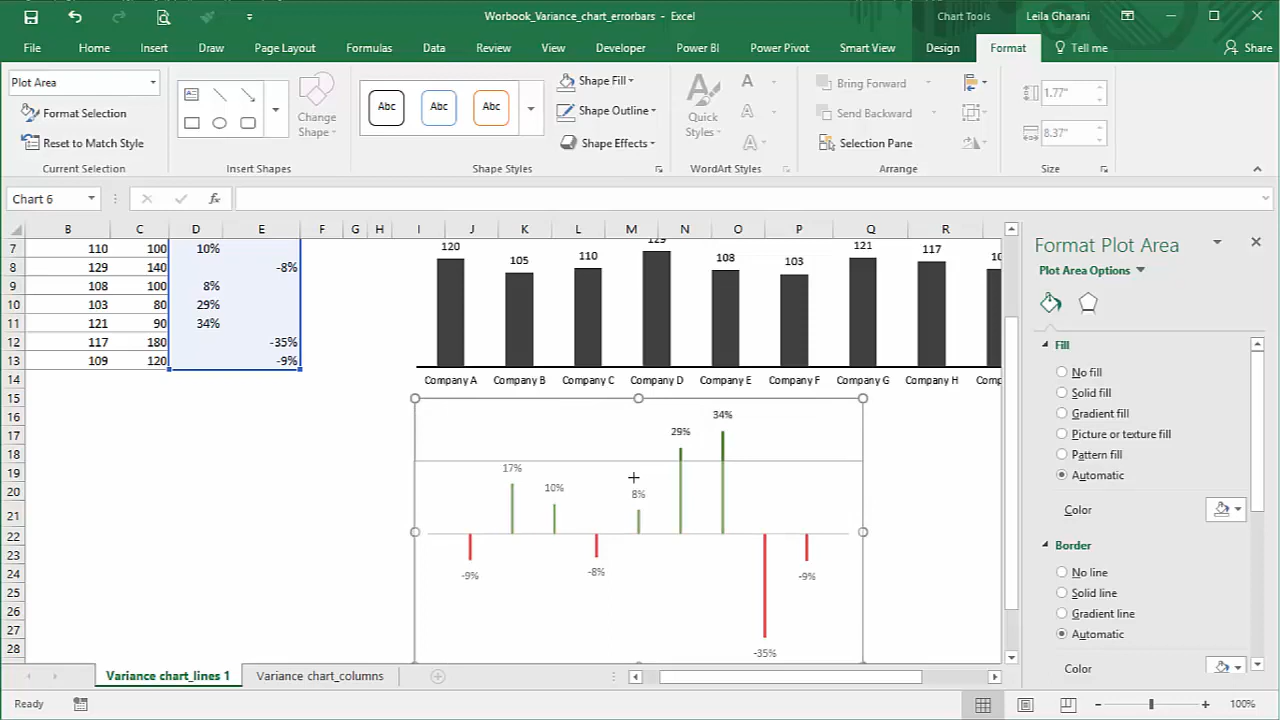 Worbook_Variance_chart_errorbars - Excel
Chart Tools
Leila Gharani
File Home Insert Draw Page Layout Formulas Data Review View Developer Power BI Power Pivot Smart View Design Format Tell me Share
Plot Area
Format Selection
Reset to Match Style
Current Selection
Change
Shape
Insert Shapes
Abc Abc Abc
Shape Fill
Shape Outline
Shape Effects
Shape Styles
Quick
Styles
A
A
A
WordArt Styles
Bring Forward
Send Backward
Selection Pane
Arrange
1.77"
8.37"
Size
Chart 6
fx
B C D E F G H I J K L M N O P Q R
7 110 100 10%
8 129 140 -8%
9 108 100 8%
10 103 80 29%
11 121 90 34%
12 117 180 -35%
13 109 120 -9%
14
15
16
17
18
19
20
21
22
23
24
25
26
27
28
120 105 110 129 108 103 121 117
Company A Company B Company C Company D Company E Company F Company G Company H
34%
29%
17%
10%
8%
-9%
-8%
-9%
-35%
Format Plot Area
Plot Area Options
Fill
No fill
Solid fill
Gradient fill
Picture or texture fill
Pattern fill
Automatic
Color
Border
No line
Solid line
Gradient line
Automatic
Color
Variance chart_lines 1
Variance chart_columns
Ready
100%